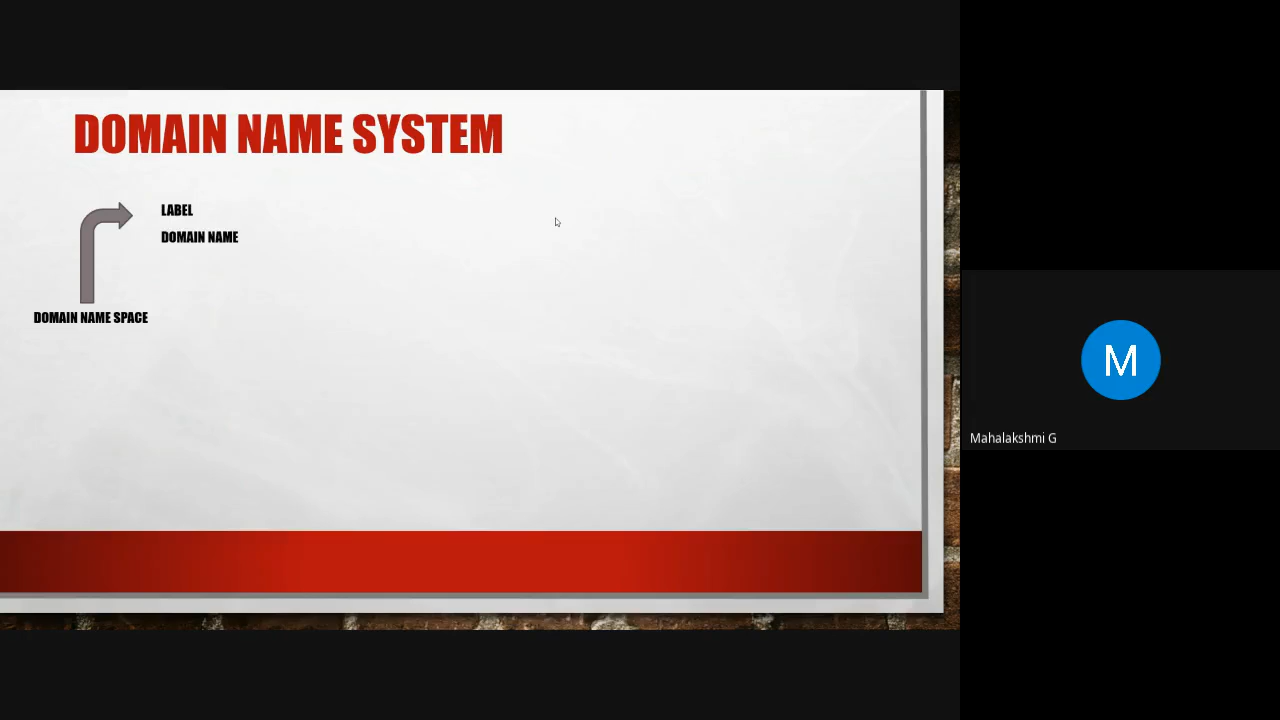 DOMAIN NAME SYSTEM
LABEL
DOMAIN NAME
DOMAIN NAME SPACE
M
Mahalakshmi G